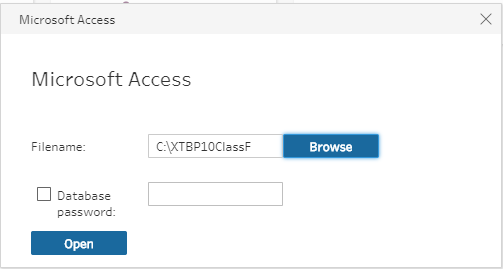 Microsoft Access
Microsoft Access
Filename:
C:\XTBP10ClassF
Browse
Database
password:
Open